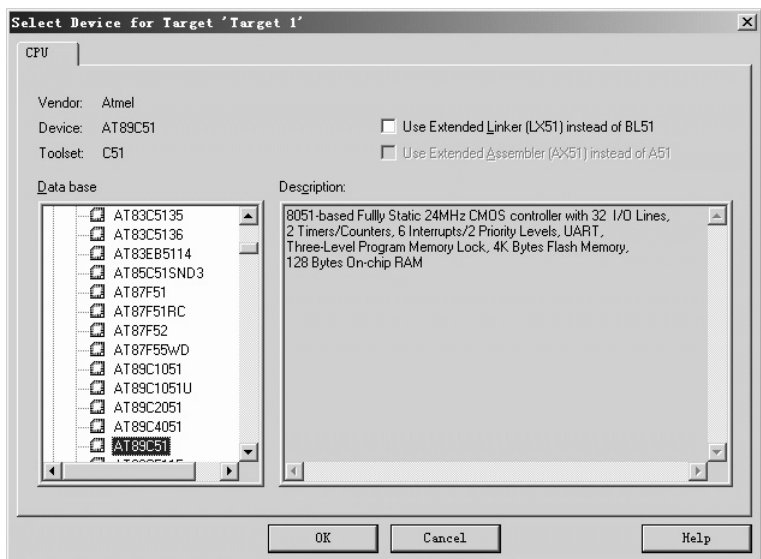 Select Device for Target 'Target 1'
CPU
Vendor: Atmel
Device: AT89C51
Toolset: C51
Use Extended Linker (LX51) instead of BL51
Use Extended Assembler (AX51) instead of A51
Data base
AT83C5135
AT83C5136
AT83EB5114
AT85C51SND3
AT87F51
AT87F51RC
AT87F52
AT87F55WD
AT89C1051
AT89C1051U
AT89C2051
AT89C4051
AT89C51
Description:
8051-based Fullly Static 24MHz CMOS controller with 32 I/O Lines,
2 Timers/Counters, 6 Interrupts/2 Priority Levels, UART,
Three-Level Program Memory Lock, 4K Bytes Flash Memory,
128 Bytes On-chip RAM
OK
Cancel
Help